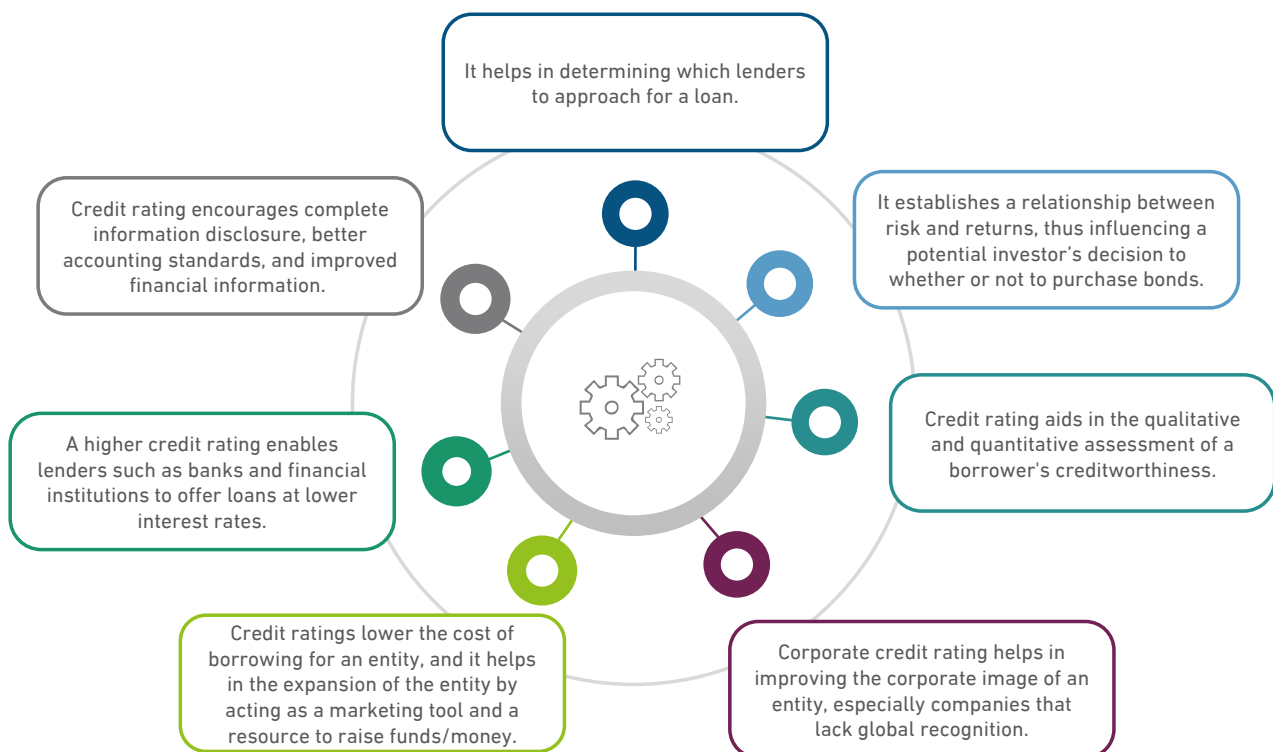 It helps in determining which lenders
to approach for a loan.
It establishes a relationship between
risk and returns, thus influencing a
potential investor's decision to
whether or not to purchase bonds.
Credit rating aids in the qualitative
and quantitative assessment of a
borrower's creditworthiness.
Corporate credit rating helps in
improving the corporate image of an
entity, especially companies that
lack global recognition.
Credit ratings lower the cost of
borrowing for an entity, and it helps
in the expansion of the entity by
acting as a marketing tool and a
resource to raise funds/money.
A higher credit rating enables
lenders such as banks and financial
institutions to offer loans at lower
interest rates.
Credit rating encourages complete
information disclosure, better
accounting standards, and improved
financial information.